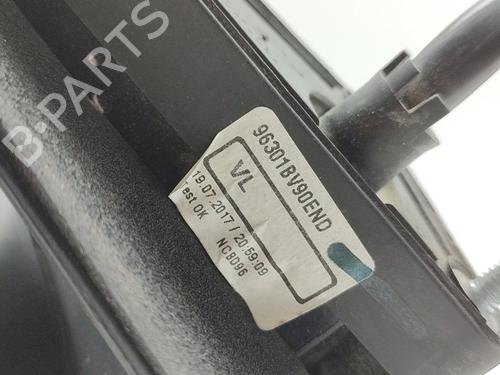 B-PARTS
96301BV90END
VL
19.07.2017 / 20:59:09
est OK
NC8096